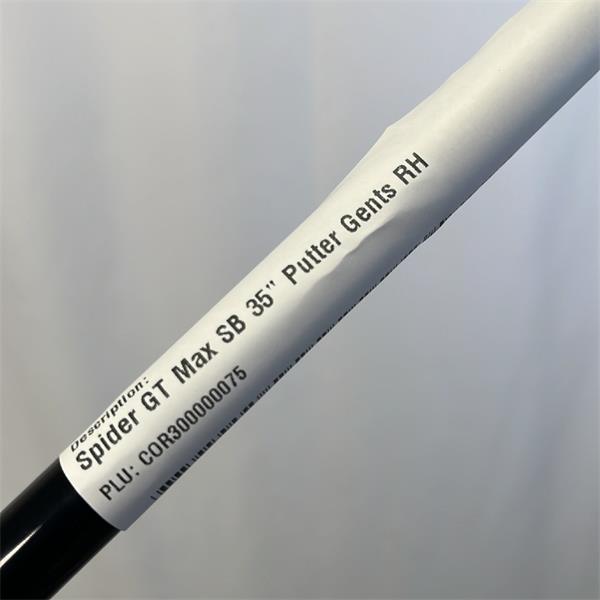 Description:
Spider GT Max SB 35" Putter Gents RH
PLU: COR300000075